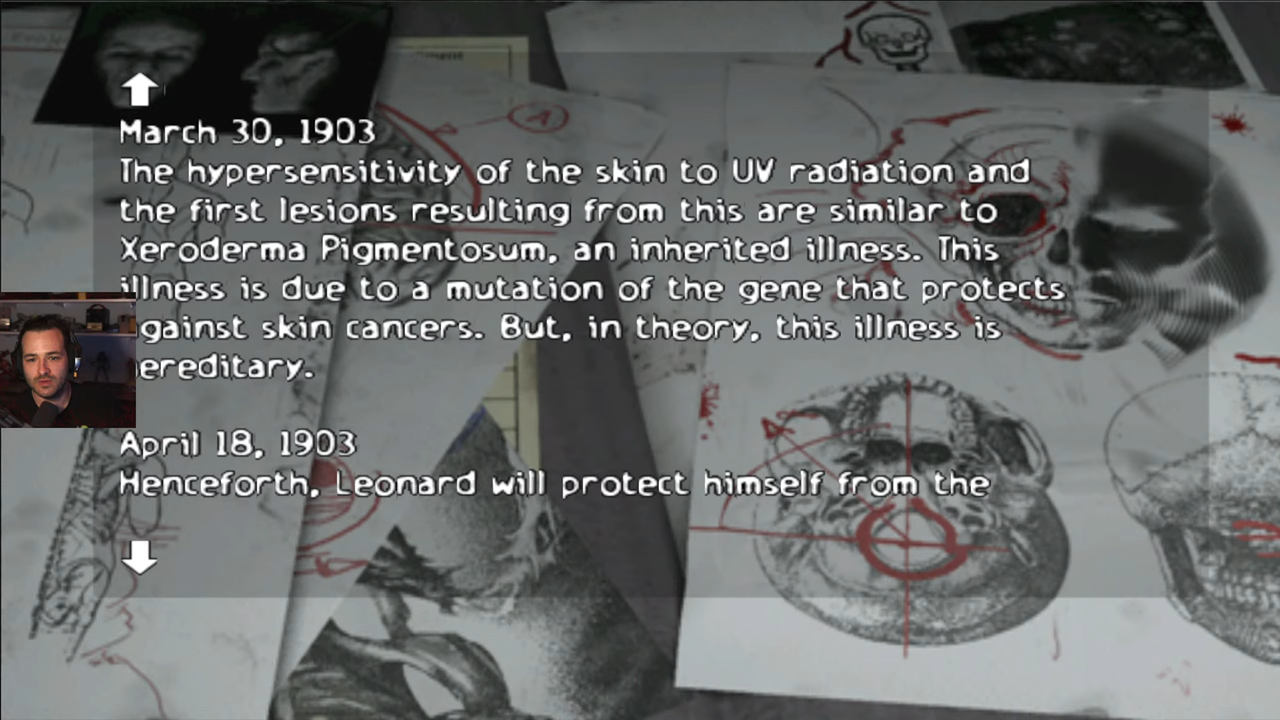 March 30, 1903
The hypersensitivity of the skin to UV radiation and
the first lesions resulting from this are similar to
Xeroderma Pigmentosum, an inherited illness. This
illness is due to a mutation of the gene that protects
against skin cancers. But, in theory, this illness is
hereditary.
April 18, 1903
Henceforth, Leonard will protect himself from the